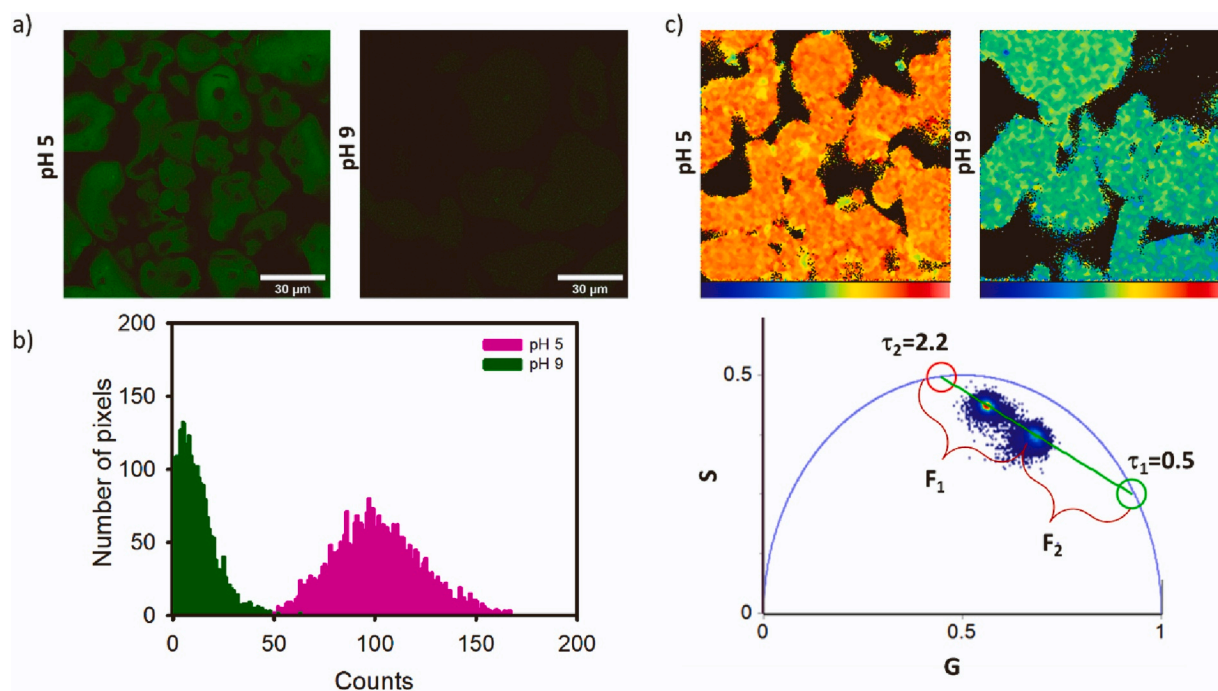 a)
pH 5
30 μm
pH 9
30 μm
c)
pH 5
pH 9
b)
200
150
100
50
0
Number of pixels
pH 5
pH 9
0
50
100
150
200
Counts
τ₂=2.2
0.5
S
F₁
τ₁=0.5
F₂
0
0
0.5
1
G